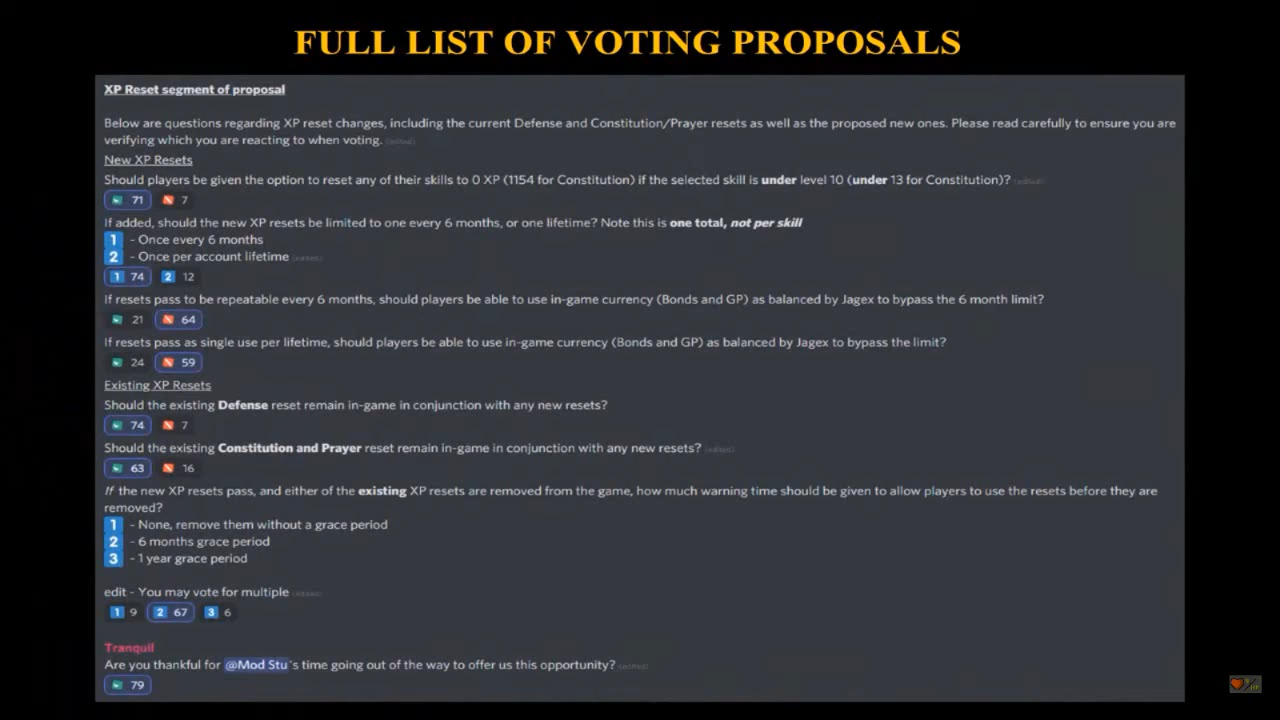 FULL LIST OF VOTING PROPOSALS
XP Reset segment of proposal
Below are questions regarding XP reset changes, including the current Defense and Constitution/Prayer resets as well as the proposed new ones. Please read carefully to ensure you are
verifying which you are reacting to when voting. (edited)
New XP Resets
Should players be given the option to reset any of their skills to 0 XP (1154 for Constitution) if the selected skill is under level 10 (under 13 for Constitution)? (edited)
71 7
If added, should the new XP resets be limited to one every 6 months, or one lifetime? Note this is one total, not per skill
1 - Once every 6 months
2 - Once per account lifetime (edited)
1 74 2 12
If resets pass to be repeatable every 6 months, should players be able to use in-game currency (Bonds and GP) as balanced by Jagex to bypass the 6 month limit?
21 64
If resets pass as single use per lifetime, should players be able to use in-game currency (Bonds and GP) as balanced by Jagex to bypass the limit?
24 59
Existing XP Resets
Should the existing Defense reset remain in-game in conjunction with any new resets?
74 7
Should the existing Constitution and Prayer reset remain in-game in conjunction with any new resets? (edited)
63 16
If the new XP resets pass, and either of the existing XP resets are removed from the game, how much warning time should be given to allow players to use the resets before they are
removed?
1 - None, remove them without a grace period
2 - 6 months grace period
3 - 1 year grace period
edit - You may vote for multiple (edited)
1 9 2 67 3 6
Tranquil
Are you thankful for @Mod Stu's time going out of the way to offer us this opportunity? (edited)
79